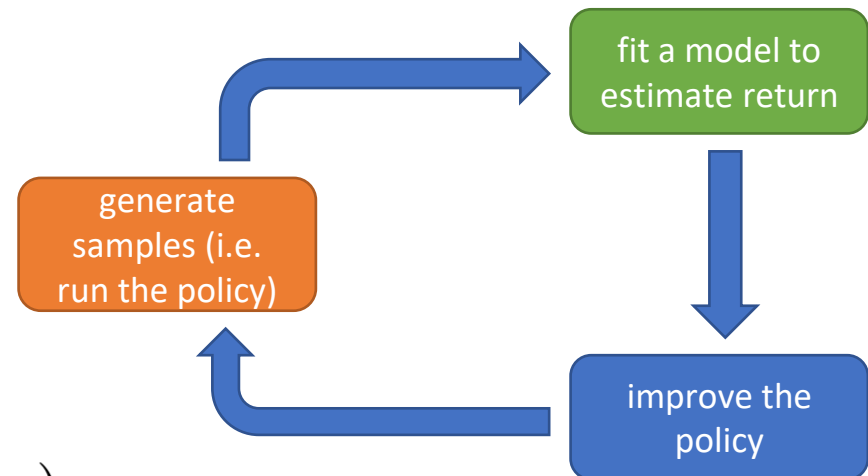 fit a model to
estimate return
generate
samples (i.e.
run the policy)
improve the
policy
)